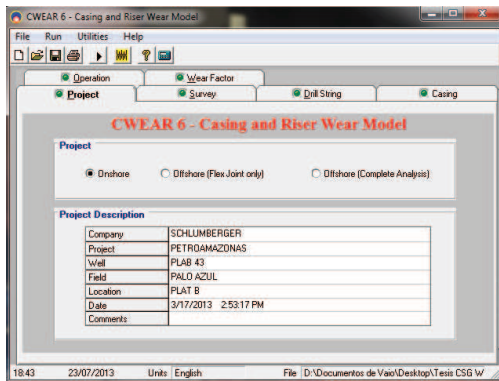 CWEAR 6 - Casing and Riser Wear Model
File Run Utilities Help
Operation Wear Factor
Project Survey Drill String Casing
CWEAR 6 - Casing and Riser Wear Model
Project
Onshore Offshore (Flex Joint only) Offshore (Complete Analysis)
Project Description
Company SCHLUMBERGER
Project PETROAMAZONAS
Well PLAB 43
Field PALO AZUL
Location PLAT B
Date 3/17/2013 2:53:17 PM
Comments
18:43 23/07/2013 Units English File D:\Documentos de Vaio\Desktop\Tesis CSG W